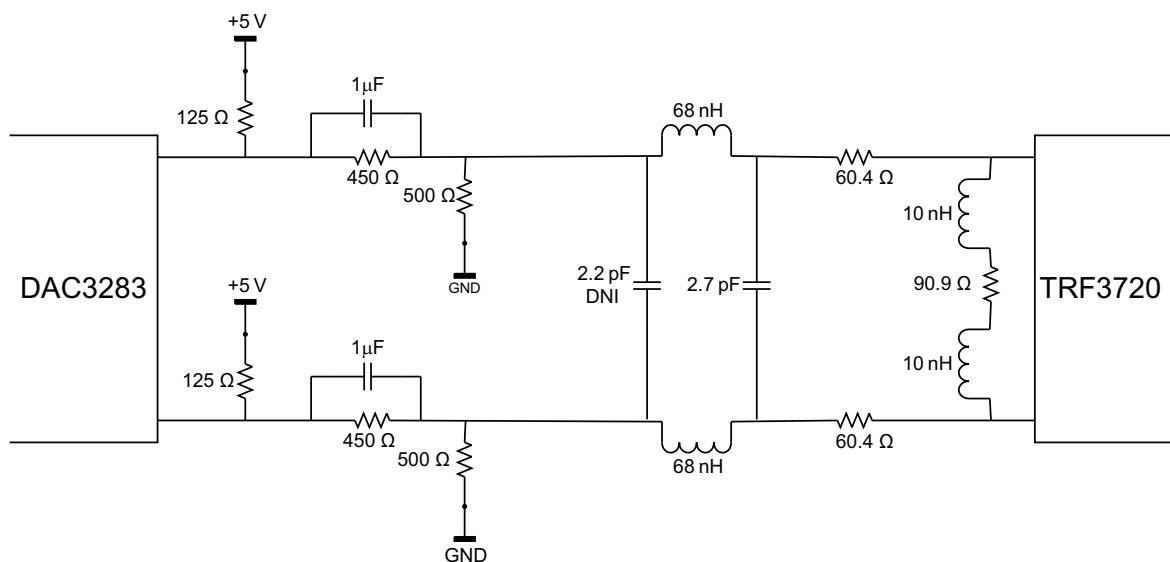 +5 V
1μF
68 nH
125 Ω
450 Ω
60.4 Ω
500 Ω
10 nH
GND
DAC3283
+5 V
2.2 pF
DNI
2.7 pF
90.9 Ω
TRF3720
1μF
125 Ω
10 nH
450 Ω
60.4 Ω
500 Ω
68 nH
GND